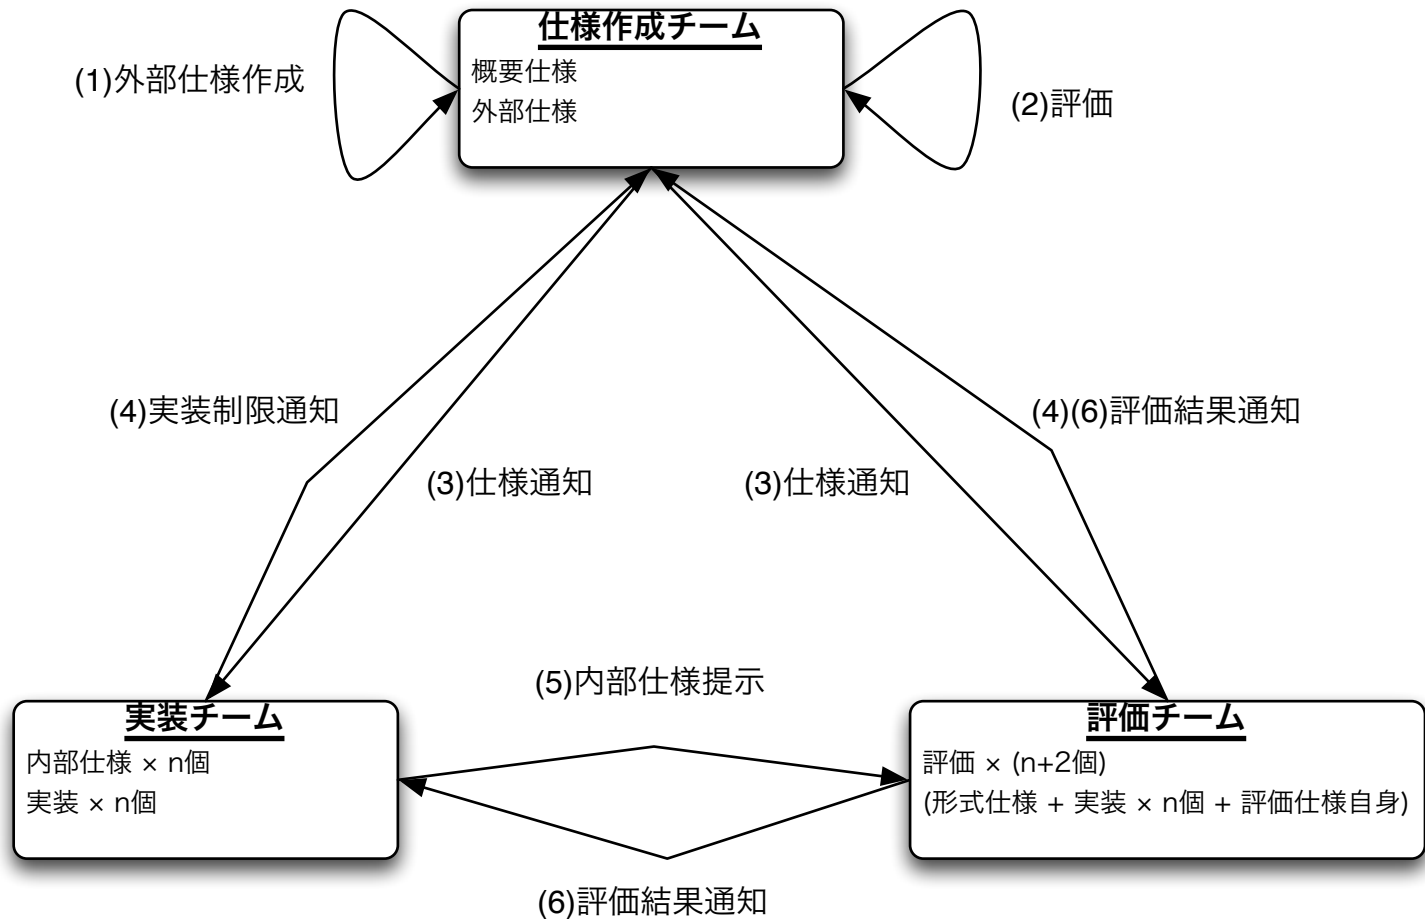 仕様作成チーム
概要仕様
外部仕様
(1)外部仕様作成
(2)評価
(4)実装制限通知
(4)(6)評価結果通知
(3)仕様通知
(3)仕様通知
(5)内部仕様提示
実装チーム
内部仕様 × n個
実装 × n個
評価チーム
評価 × (n+2個)
(形式仕様 + 実装 × n個 + 評価仕様自身)
(6)評価結果通知